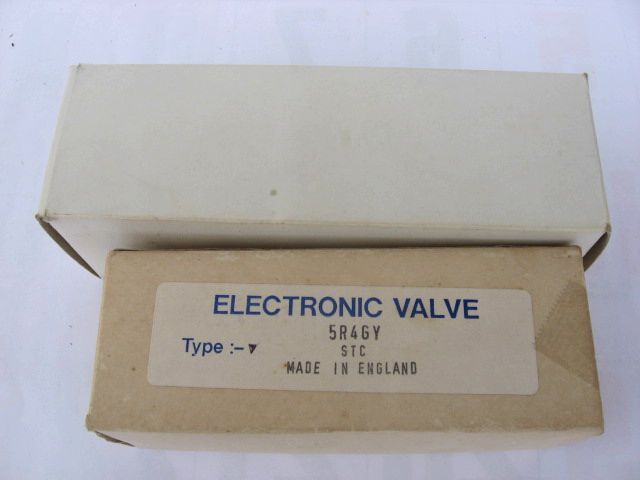 ELECTRONIC VALVE
5R4GY
Type :-
STC
MADE IN ENGLAND